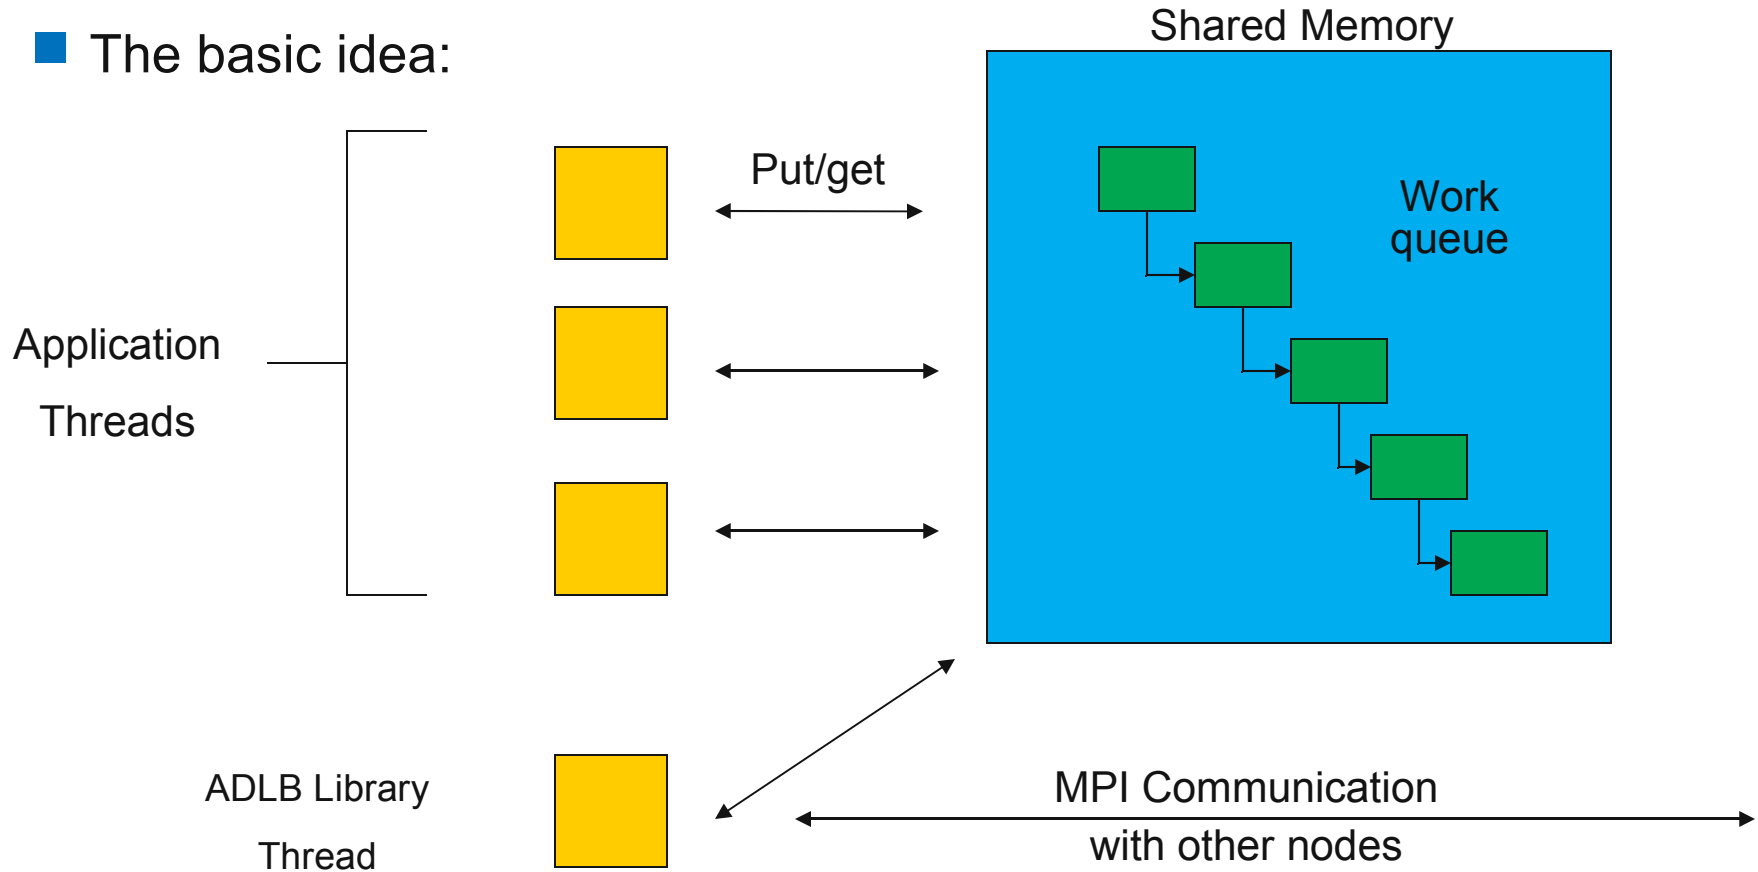 The basic idea:
Shared Memory
Put/get
Work
queue
Application
Threads
ADLB Library
Thread
MPI Communication
with other nodes